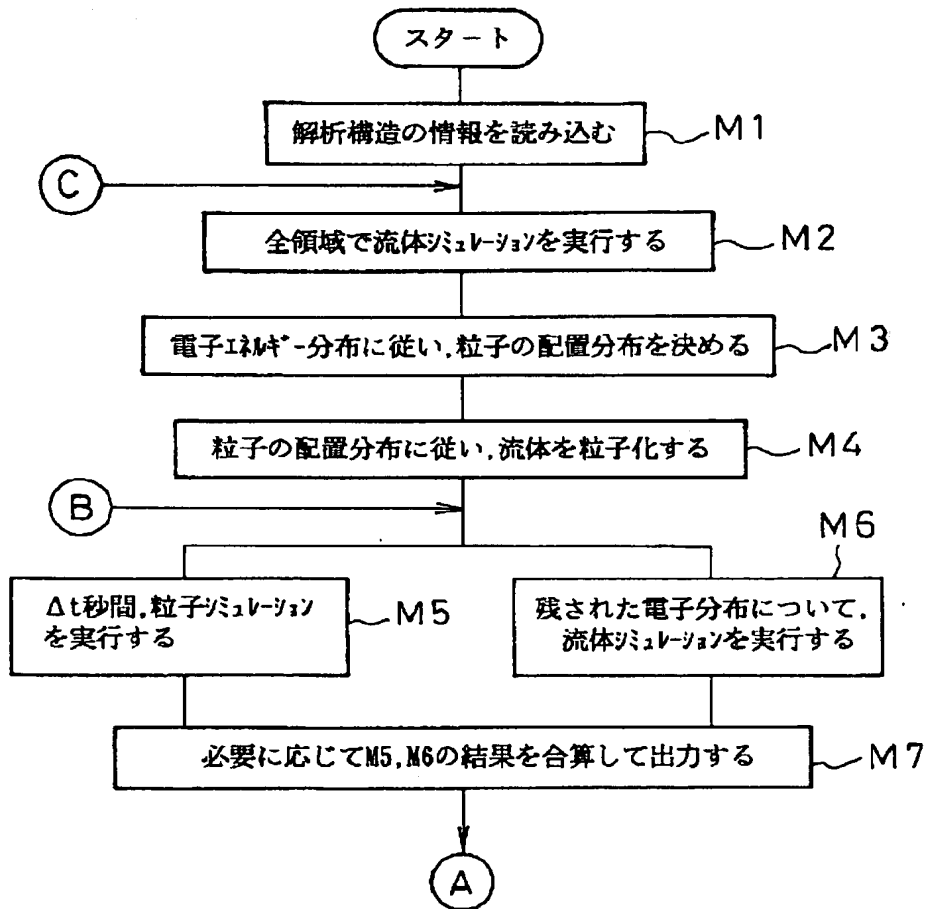 スタート
解析構造の情報を読み込む
M1
C
全領域で流体シミュレーションを実行する
M2
電子エネルギー分布に従い,粒子の配置分布を決める
M3
粒子の配置分布に従い,流体を粒子化する
M4
B
Δt秒間,粒子シミュレーション
を実行する
M5
M6
残された電子分布について,
流体シミュレーションを実行する
必要に応じてM5,M6の結果を合算して出力する
M7
A